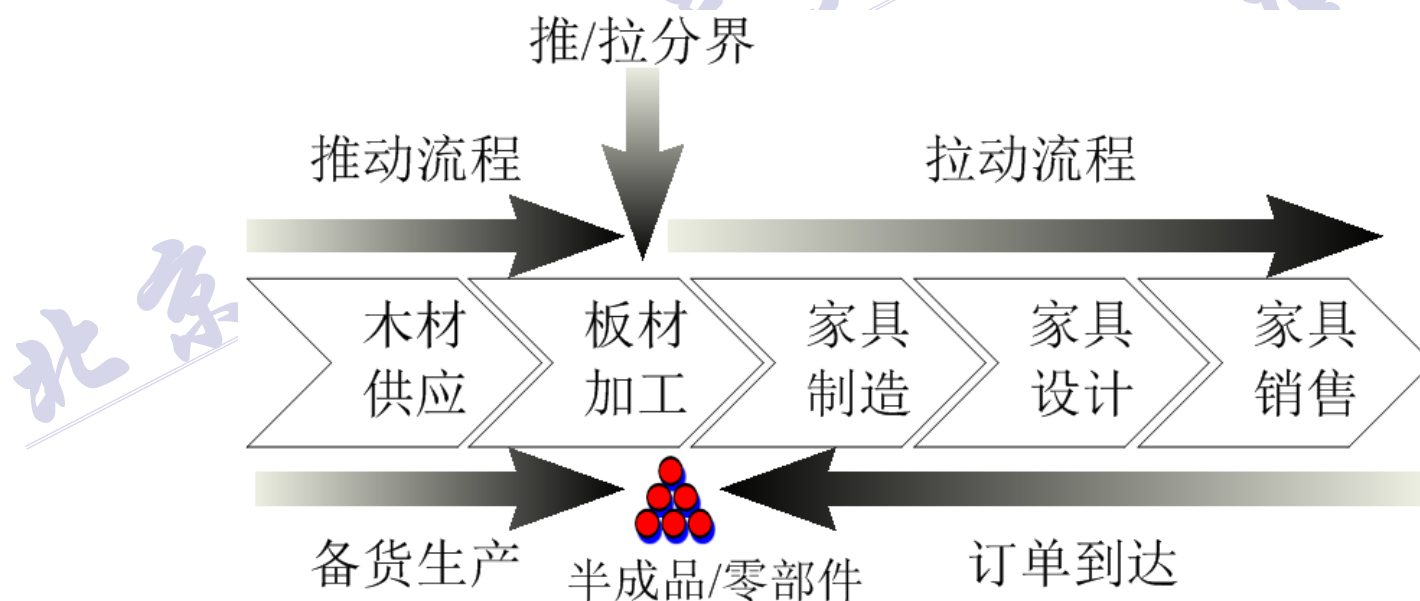 推/拉分界
推动流程
拉动流程
木材
供应
板材
加工
家具
制造
家具
设计
家具
销售
备货生产
半成品/零部件
订单到达
北京